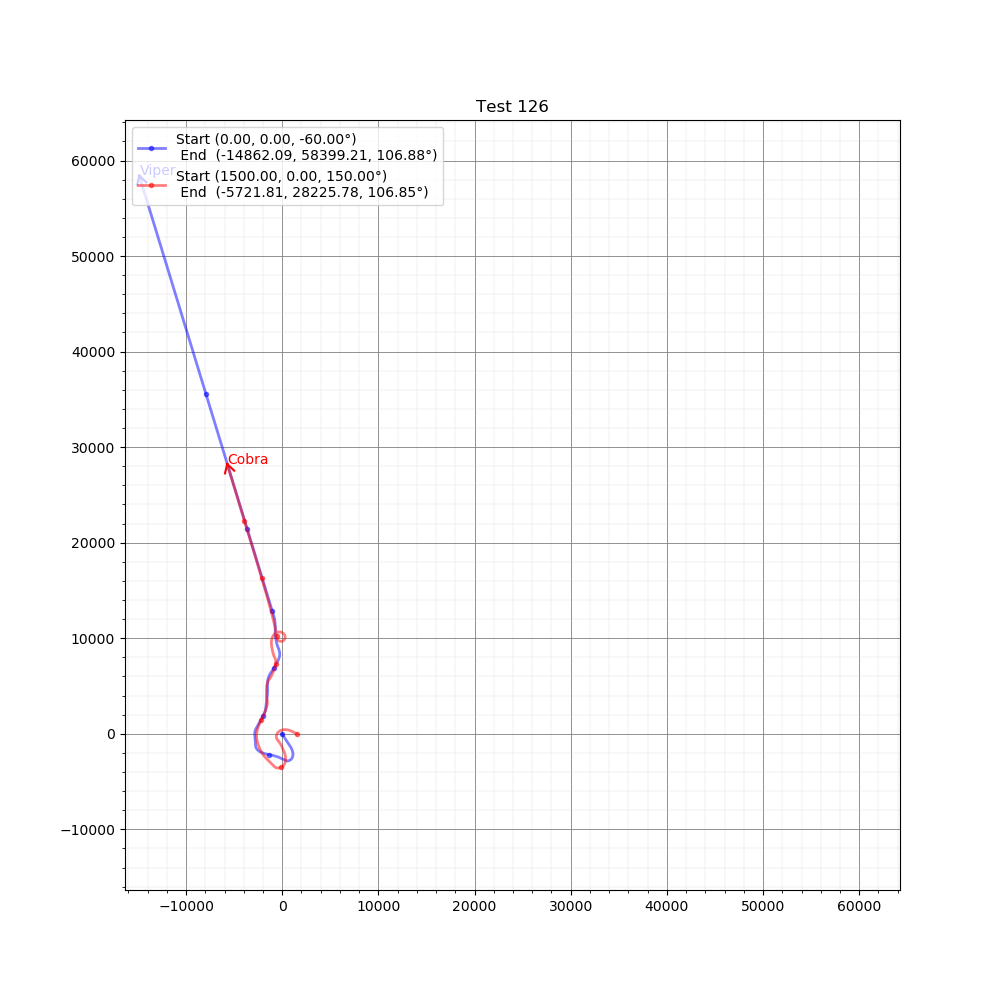 Test 126
Start (0.00, 0.00, -60.00°)
End (-14862.09, 58399.21, 106.88°)
Start (1500.00, 0.00, 150.00°)
End (-5721.81, 28225.78, 106.85°)
Viper
Cobra
60000
50000
40000
30000
20000
10000
0
−10000
−10000 0 10000 20000 30000 40000 50000 60000